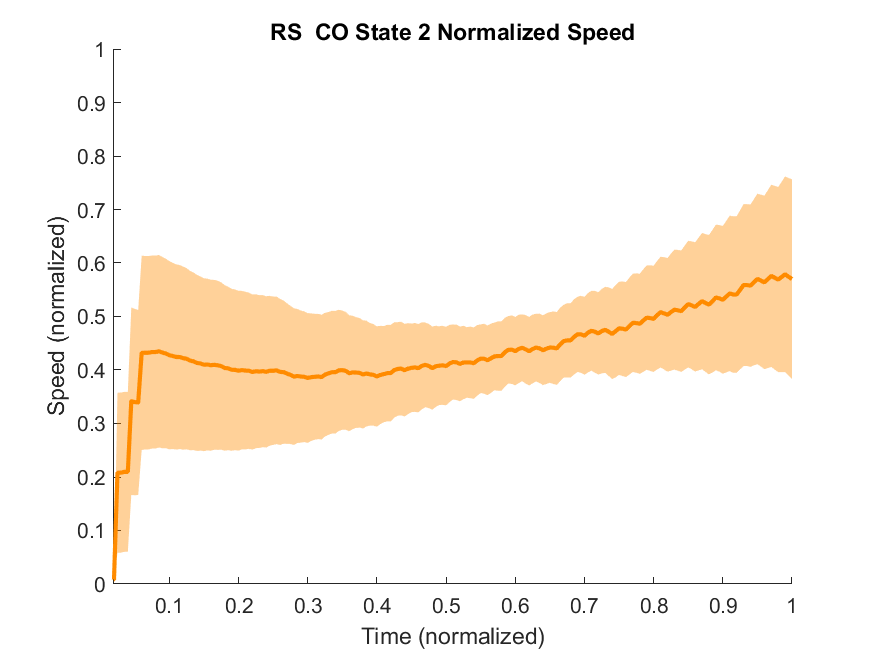 RS  CO State 2 Normalized Speed
1
0.9
0.8
0.7
0.6
0.5
0.4
0.3
0.2
0.1
0
Speed (normalized)
0.1 0.2 0.3 0.4 0.5 0.6 0.7 0.8 0.9 1
Time (normalized)